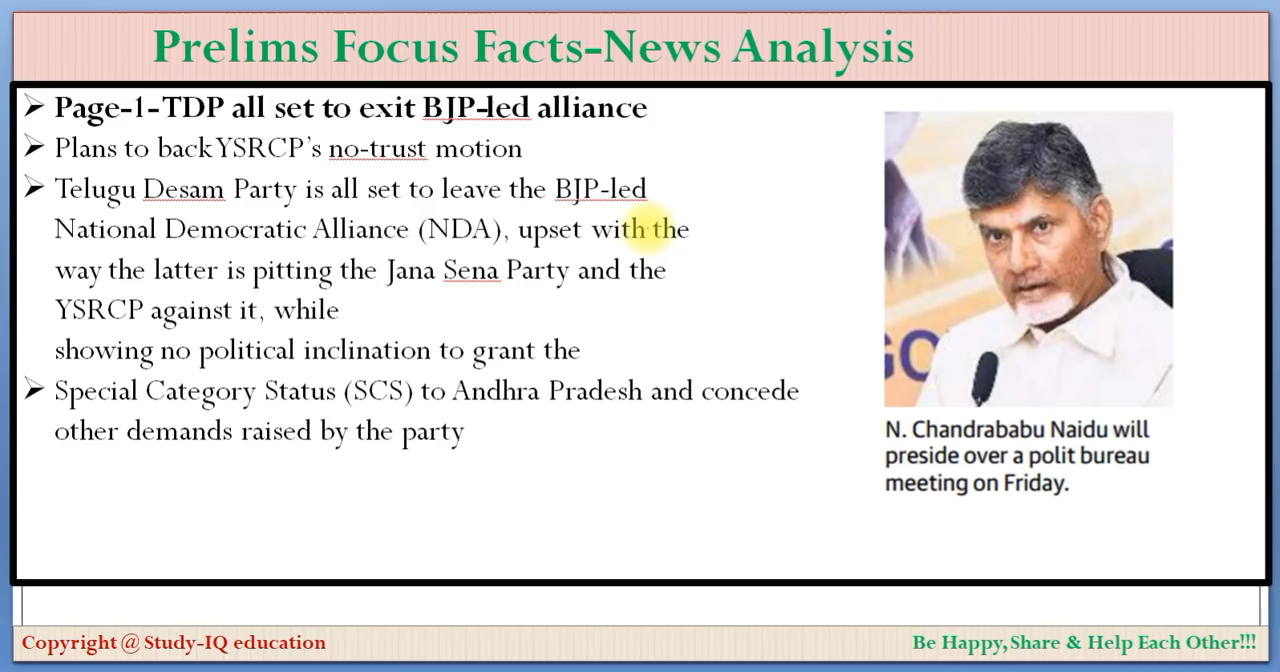 Prelims Focus Facts-News Analysis
Page-1-TDP all set to exit BJP-led alliance
Plans to back YSRCP's no-trust motion
Telugu Desam Party is all set to leave the BJP-led
National Democratic Alliance (NDA), upset with the
way the latter is pitting the Jana Sena Party and the
YSRCP against it, while
showing no political inclination to grant the
Special Category Status (SCS) to Andhra Pradesh and concede
other demands raised by the party
GO
N. Chandrababu Naidu will
preside over a polit bureau
meeting on Friday.
Copyright @ Study-IQ education
Be Happy, Share & Help Each Other!!!